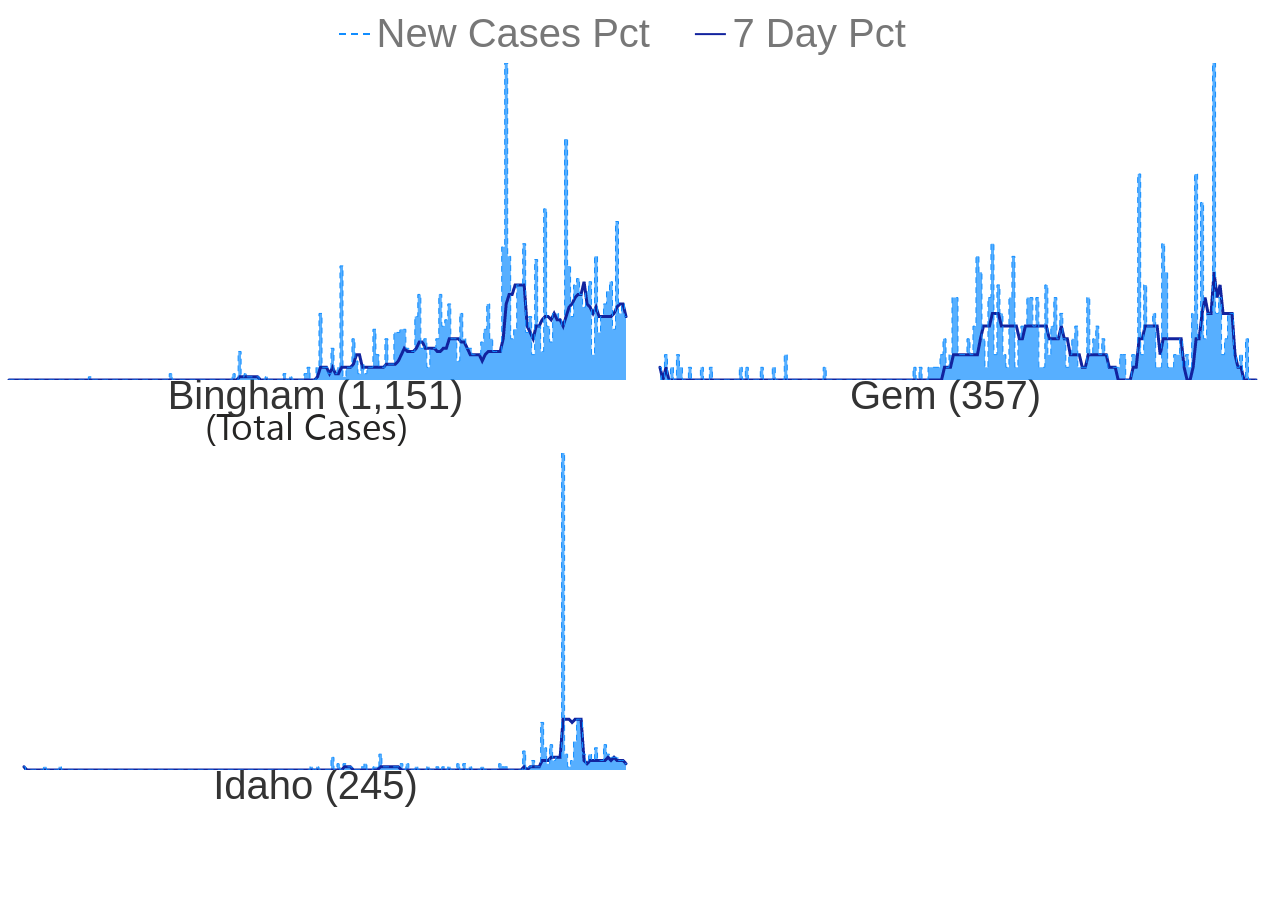 New Cases Pct 7 Day Pct
Bingham (1,151)
(Total Cases)
Gem (357)
Idaho (245)